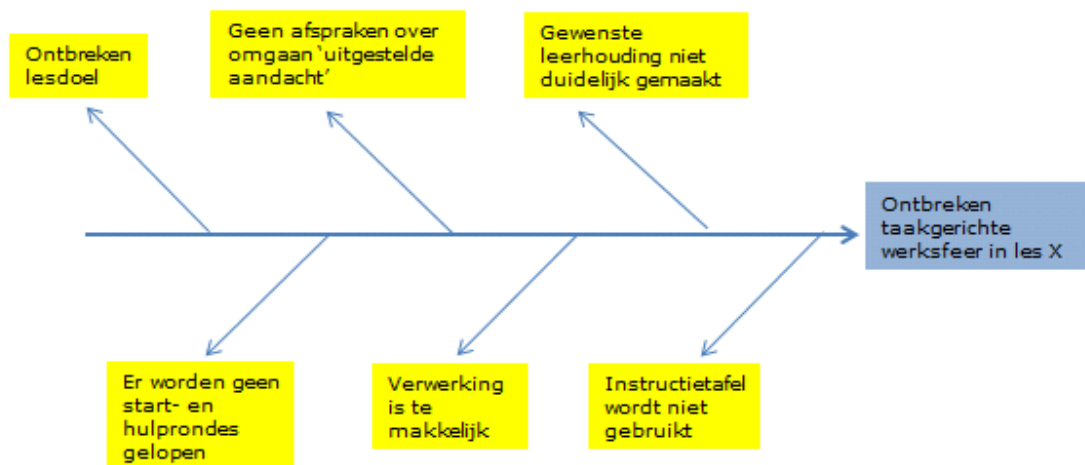 Ontbreken
lesdoel
Geen afspraken over
omgaan ‘uitgestelde
aandacht’
Gewenste
leerhouding niet
duidelijk gemaakt
Ontbreken
taakgerichte
werksfeer in les X
Er worden geen
start- en
hulprondes
gelopen
Verwerking
is te
makkelijk
Instructietafel
wordt niet
gebruikt